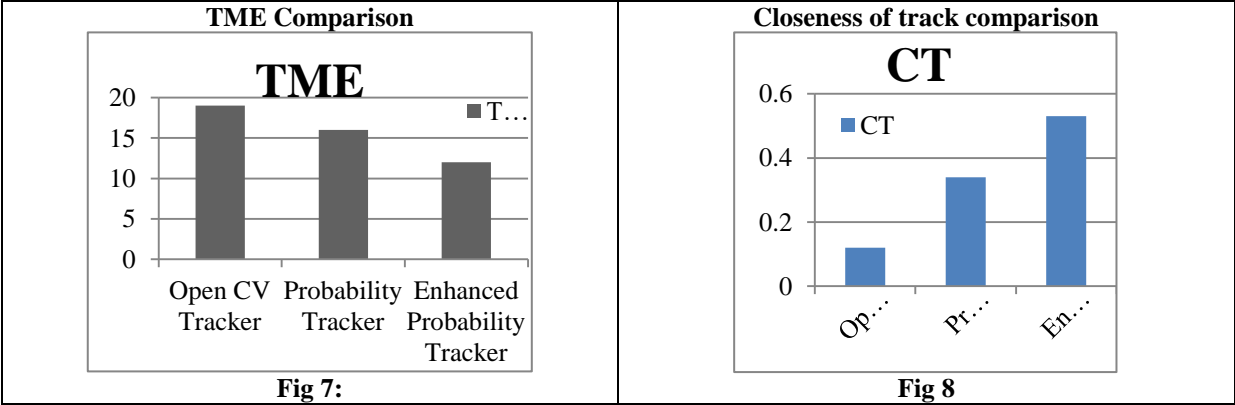 TME Comparison
TME
20
15
10
5
0
T…
Open CV
Tracker
Probability
Tracker
Enhanced
Probability
Tracker
Fig 7:
Closeness of track comparison
CT
0.6
0.4
0.2
0
CT
Op…
Pr…
En…
Fig 8